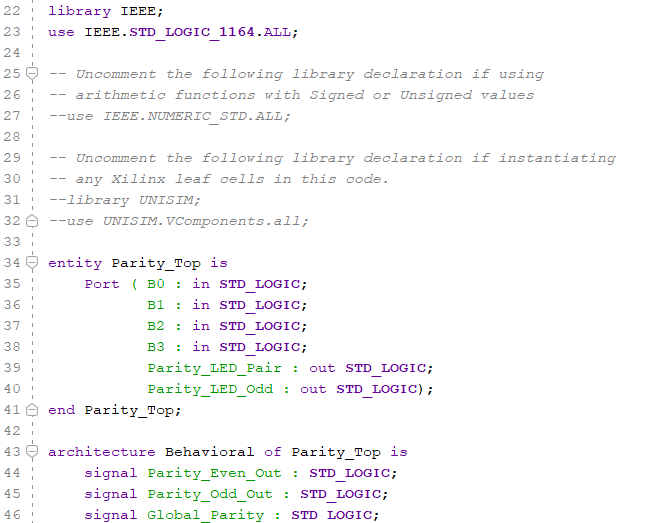 22 library IEEE;
23 use IEEE.STD_LOGIC_1164.ALL;
24
25 -- Uncomment the following library declaration if using
26 -- arithmetic functions with Signed or Unsigned values
27 --use IEEE.NUMERIC_STD.ALL;
28
29 -- Uncomment the following library declaration if instantiating
30 -- any Xilinx leaf cells in this code.
31 --library UNISIM;
32 --use UNISIM.VComponents.all;
33
34 entity Parity_Top is
35     Port ( B0 : in STD_LOGIC;
36            B1 : in STD_LOGIC;
37            B2 : in STD_LOGIC;
38            B3 : in STD_LOGIC;
39            Parity_LED_Pair : out STD_LOGIC;
40            Parity_LED_Odd : out STD_LOGIC);
41 end Parity_Top;
42
43 architecture Behavioral of Parity_Top is
44     signal Parity_Even_Out : STD_LOGIC;
45     signal Parity_Odd_Out : STD_LOGIC;
46     signal Global_Parity : STD_LOGIC;